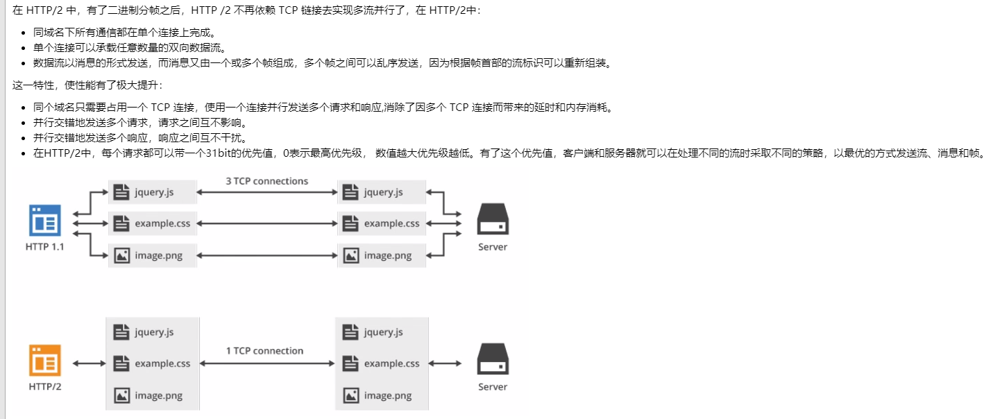 在 HTTP/2 中，有了二进制分帧之后，HTTP /2 不再依赖 TCP 链接去实现多流并行了，在 HTTP/2中：
同域名下所有通信都在单个连接上完成。
单个连接可以承载任意数量的双向数据流。
数据流以消息的形式发送，而消息又由一个或多个帧组成，多个帧之间可以乱序发送，因为根据帧首部的流标识可以重新组装。
这一特性，使性能有了极大提升：
同个域名只需要占用一个 TCP 连接，使用一个连接并行发送多个请求和响应,消除了因多个 TCP 连接而带来的延时和内存消耗。
并行交错地发送多个请求，请求之间互不影响。
并行交错地发送多个响应，响应之间互不干扰。
在HTTP/2中，每个请求都可以带一个31bit的优先值，0表示最高优先级， 数值越大优先级越低。有了这个优先值，客户端和服务器就可以在处理不同的流时采取不同的策略，以最优的方式发送流、消息和帧。
3 TCP connections
jquery.js jquery.js
example.css example.css
HTTP 1.1 Server
image.png image.png
jquery.js jquery.js
1 TCP connection
example.css example.css
HTTP/2 Server
image.png image.png